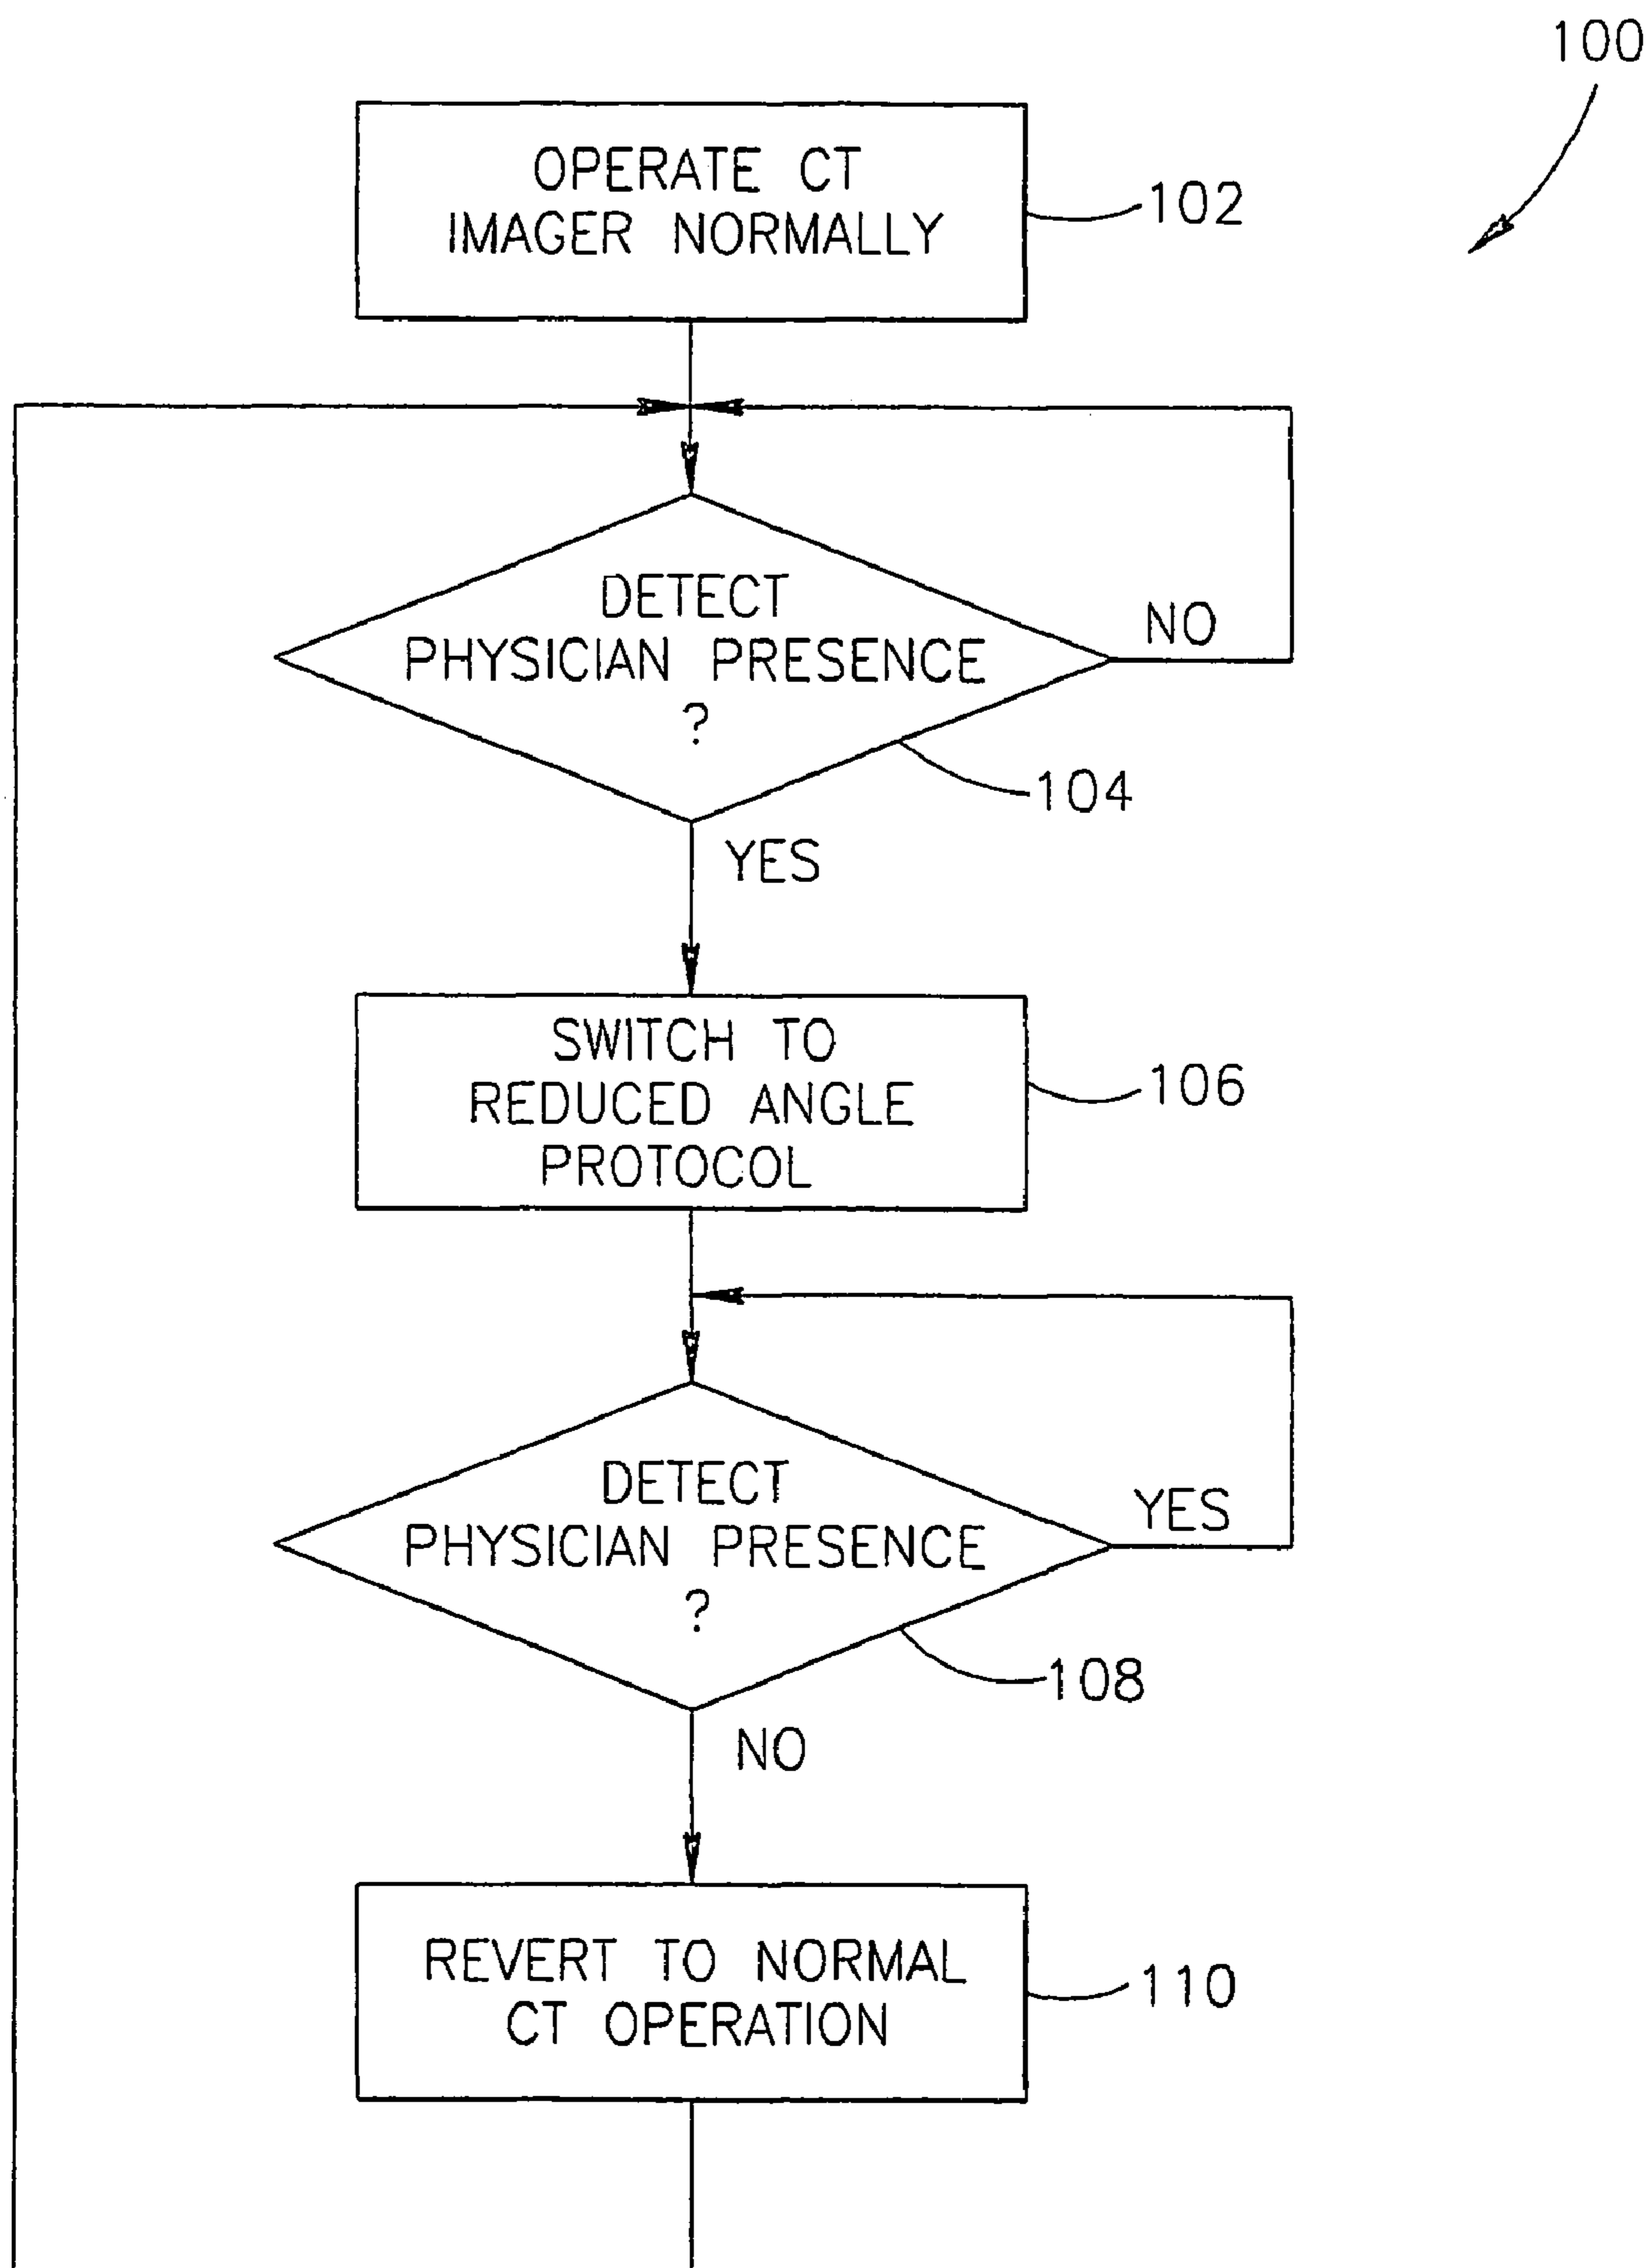 100
OPERATE CT
IMAGER NORMALLY
102
DETECT
PHYSICIAN PRESENCE
?
NO
104
YES
SWITCH TO
REDUCED ANGLE
PROTOCOL
106
DETECT
PHYSICIAN PRESENCE
?
YES
108
NO
REVERT TO NORMAL
CT OPERATION
110